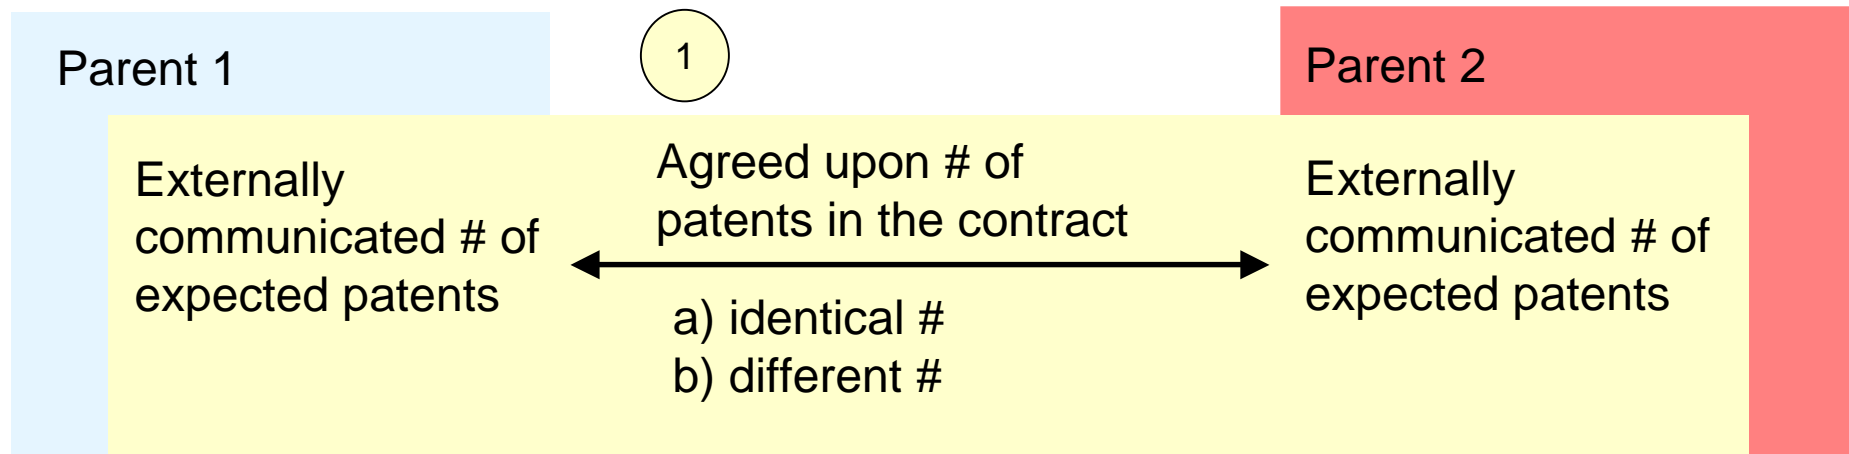 Parent 1
1
Parent 2
Externally
communicated # of
expected patents
Agreed upon # of
patents in the contract
a) identical #
b) different #
Externally
communicated # of
expected patents